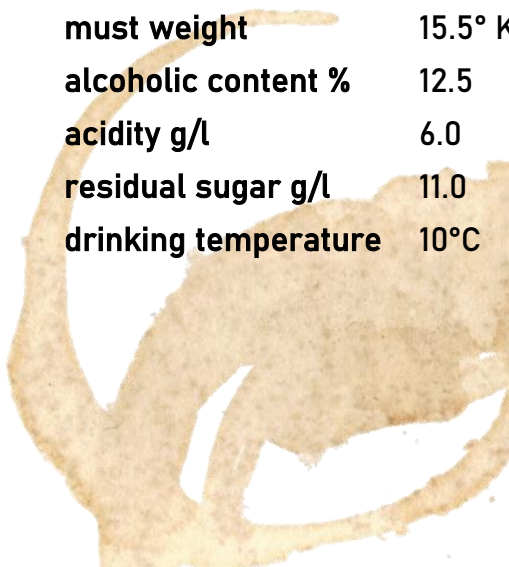 must weight 15.5° K
alcoholic content % 12.5
acidity g/l 6.0
residual sugar g/l 11.0
drinking temperature 10°C